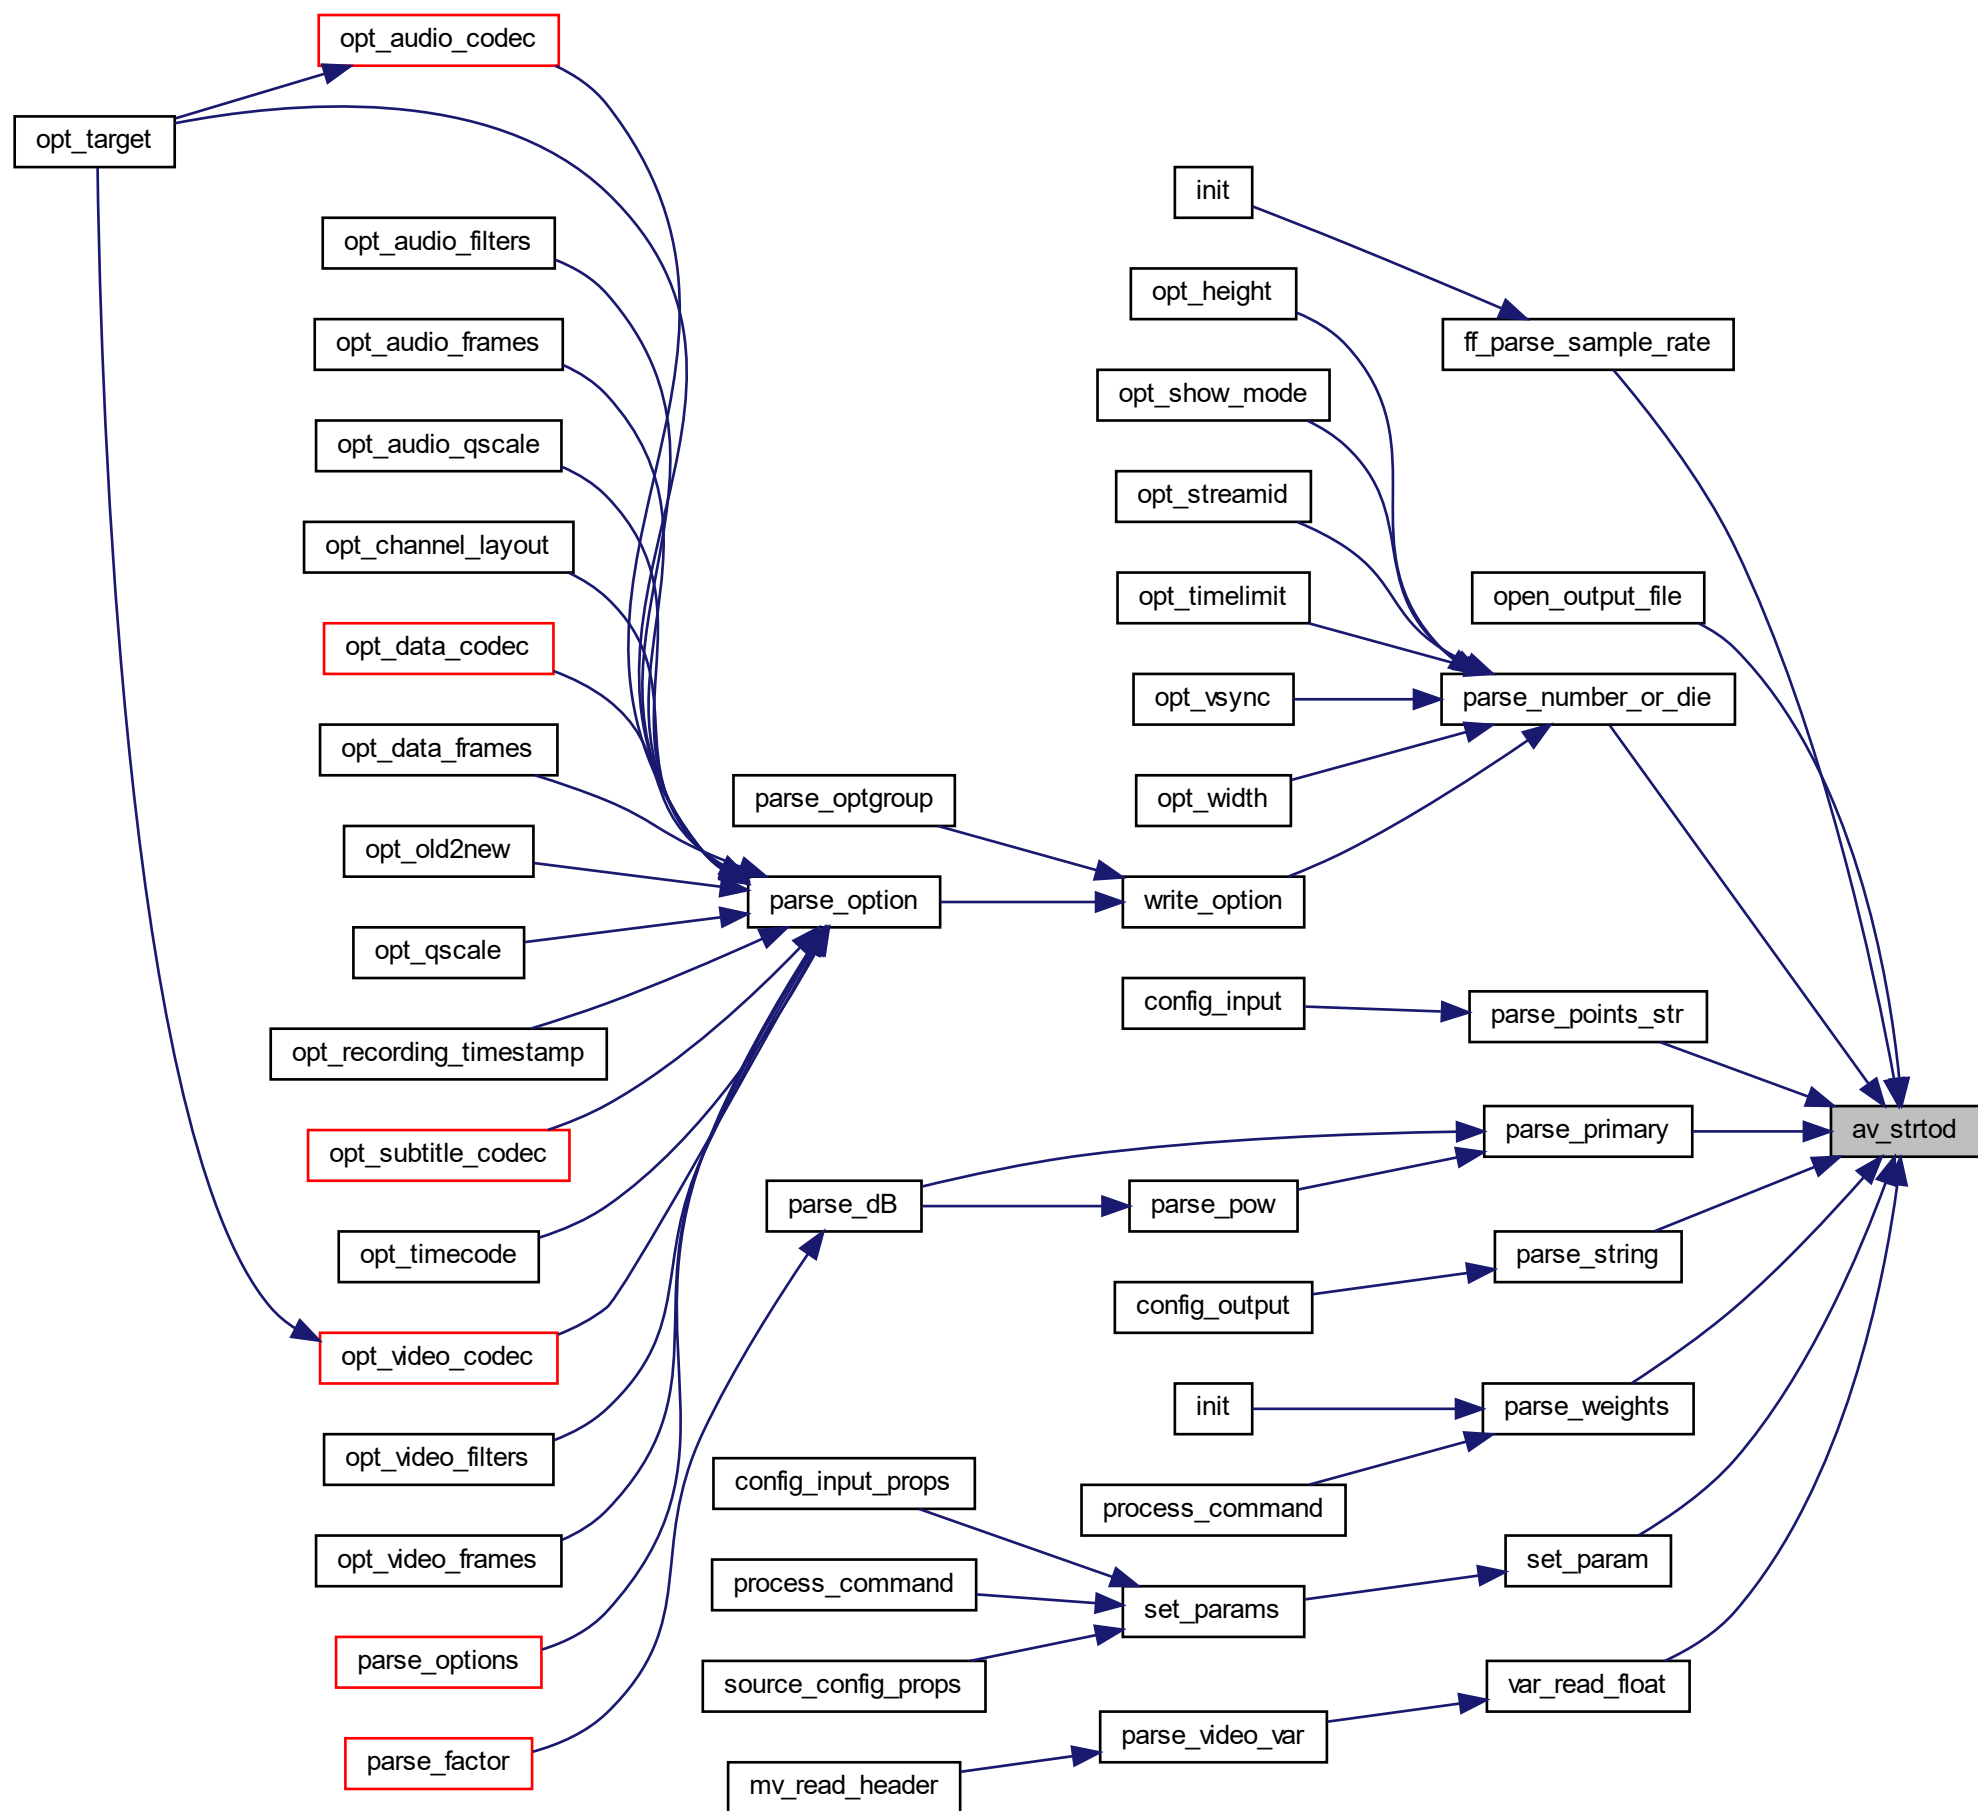 opt_audio_codec
opt_target
opt_audio_filters
opt_audio_frames
opt_audio_qscale
opt_channel_layout
opt_data_codec
opt_data_frames
opt_old2new
opt_qscale
opt_recording_timestamp
opt_subtitle_codec
opt_timecode
opt_video_codec
opt_video_filters
opt_video_frames
parse_options
parse_factor
parse_optgroup
parse_option
parse_dB
config_input_props
process_command
source_config_props
mv_read_header
init
opt_height
opt_show_mode
opt_streamid
opt_timelimit
opt_vsync
opt_width
write_option
config_input
parse_pow
config_output
init
process_command
set_params
parse_video_var
ff_parse_sample_rate
open_output_file
parse_number_or_die
parse_points_str
parse_primary
parse_string
parse_weights
set_param
var_read_float
av_strtod